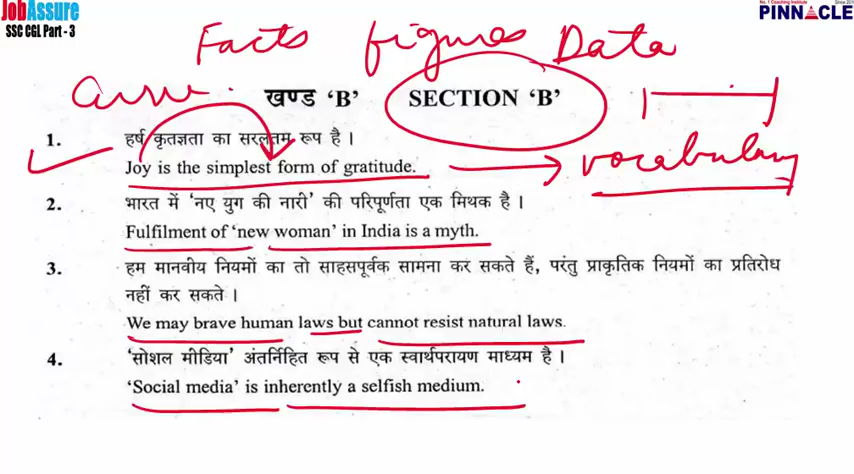 JobAssure
SSC CGL Part - 3
No. 1 Coaching Institute
PINNACLE
Facts figures Data
खण्ड ‘B’ SECTION ‘B’
1. हर्ष कृतज्ञता का सरलतम रूप है ।
Joy is the simplest form of gratitude. vocabulary
2. भारत में ‘नए युग की नारी’ की परिपूर्णता एक मिथक है ।
Fulfilment of ‘new woman’ in India is a myth.
3. हम मानवीय नियमों का तो साहसपूर्वक सामना कर सकते हैं, परंतु प्राकृतिक नियमों का प्रतिरोध
नहीं कर सकते ।
We may brave human laws but cannot resist natural laws.
4. ‘सोशल मीडिया’ अंतर्निहित रूप से एक स्वार्थपरायण माध्यम है ।
‘Social media’ is inherently a selfish medium.